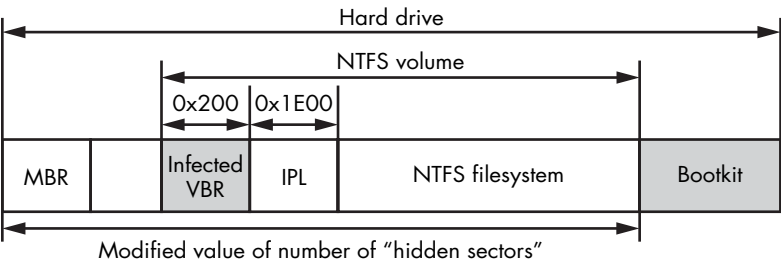 Hard drive
NTFS volume
0x200
0x1E00
MBR
Infected
VBR
IPL
NTFS filesystem
Bootkit
Modified value of number of “hidden sectors”